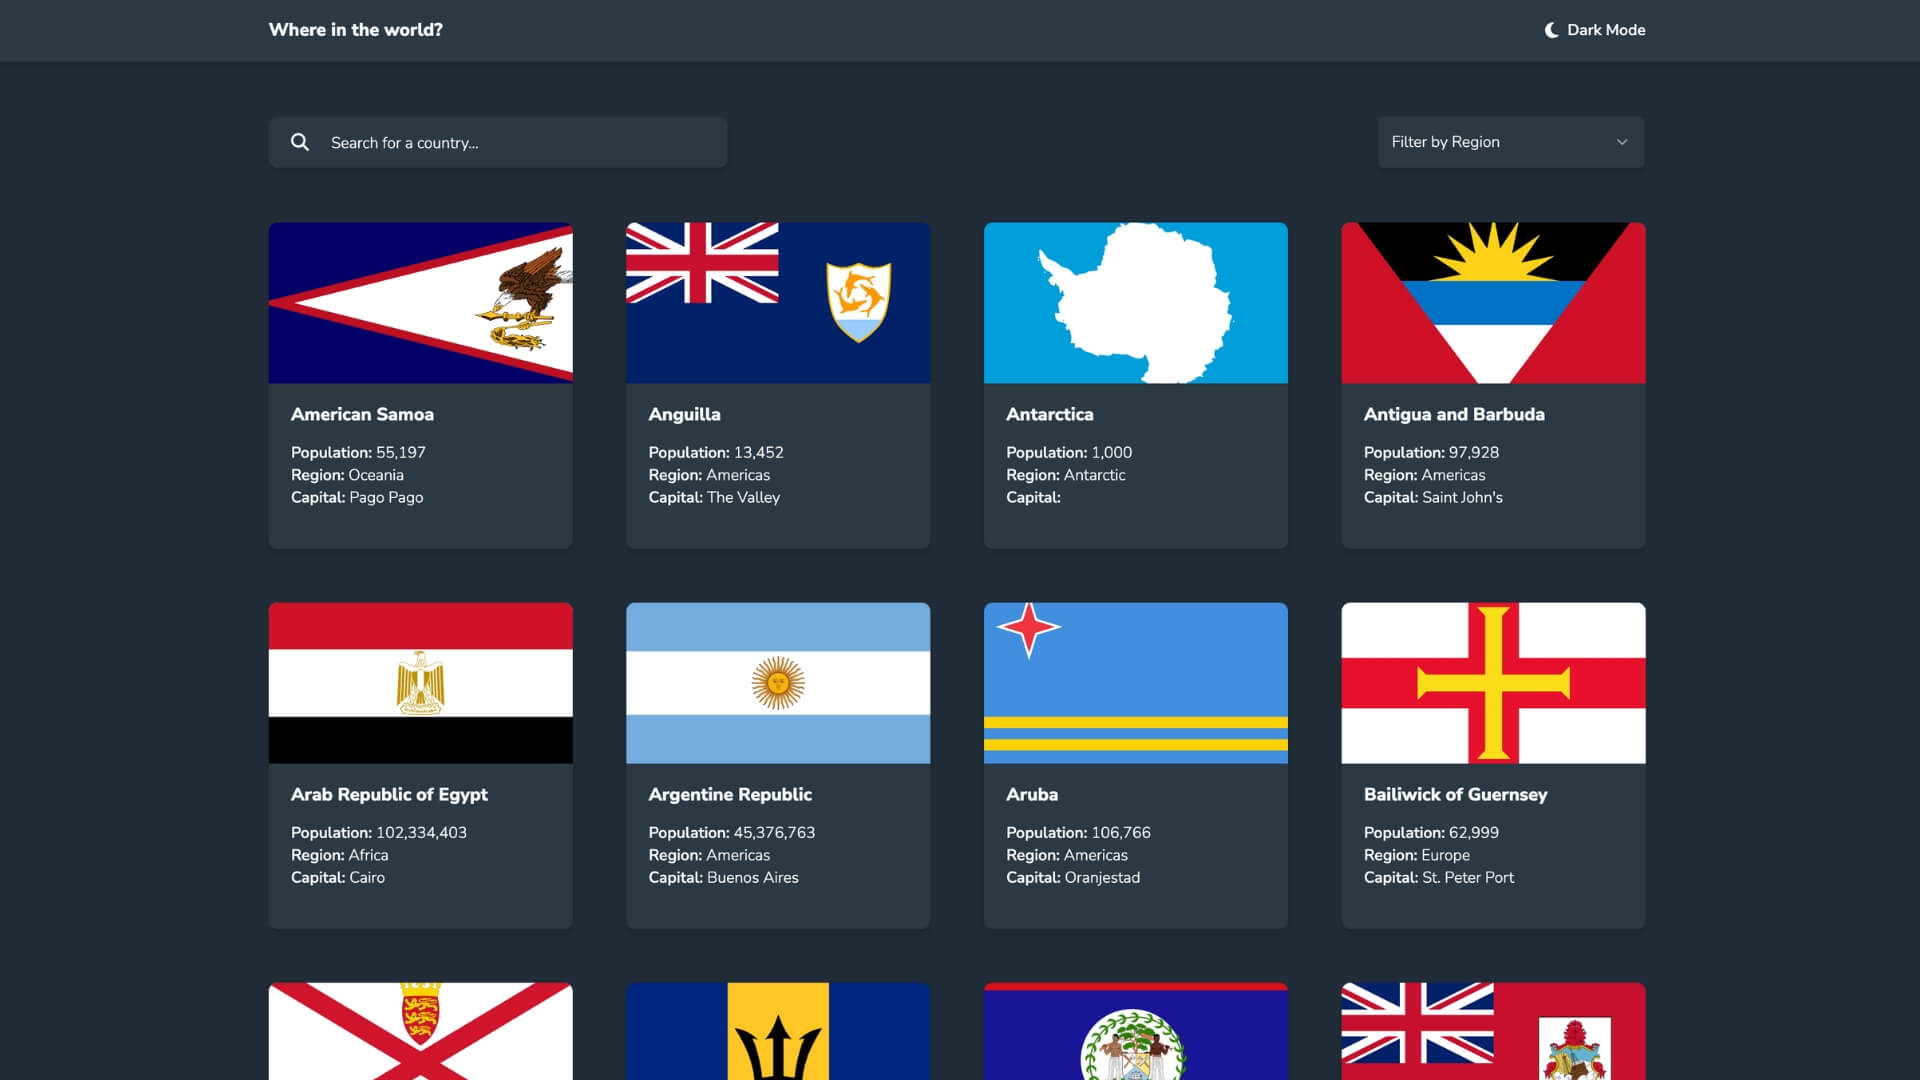 Where in the world?
Dark Mode
Search for a country...
Filter by Region
American Samoa
Population: 55,197
Region: Oceania
Capital: Pago Pago
Anguilla
Population: 13,452
Region: Americas
Capital: The Valley
Antarctica
Population: 1,000
Region: Antarctic
Capital:
Antigua and Barbuda
Population: 97,928
Region: Americas
Capital: Saint John's
Arab Republic of Egypt
Population: 102,334,403
Region: Africa
Capital: Cairo
Argentine Republic
Population: 45,376,763
Region: Americas
Capital: Buenos Aires
Aruba
Population: 106,766
Region: Americas
Capital: Oranjestad
Bailiwick of Guernsey
Population: 62,999
Region: Europe
Capital: St. Peter Port